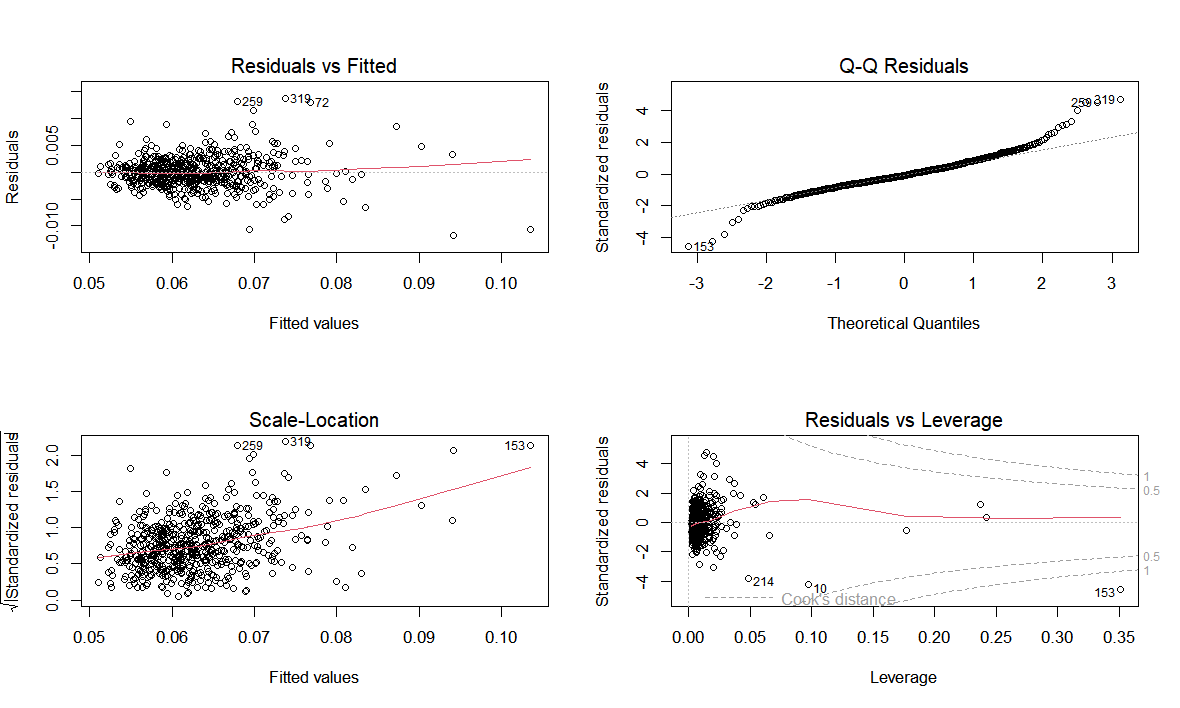 Residuals vs Fitted
Residuals
0.005
-0.010
259
319
72
0.05 0.06 0.07 0.08 0.09 0.10
Fitted values
Q-Q Residuals
Standardized residuals
4
2
0
-2
-4
259
319
153
-3 -2 -1 0 1 2 3
Theoretical Quantiles
Scale-Location
√|Standardized residuals|
2.0
1.5
1.0
0.5
0.0
259
319
153
0.05 0.06 0.07 0.08 0.09 0.10
Fitted values
Residuals vs Leverage
Standardized residuals
4
2
0
-2
-4
1
0.5
0.5
1
214
10
153
Cook's distance
0.00 0.05 0.10 0.15 0.20 0.25 0.30 0.35
Leverage